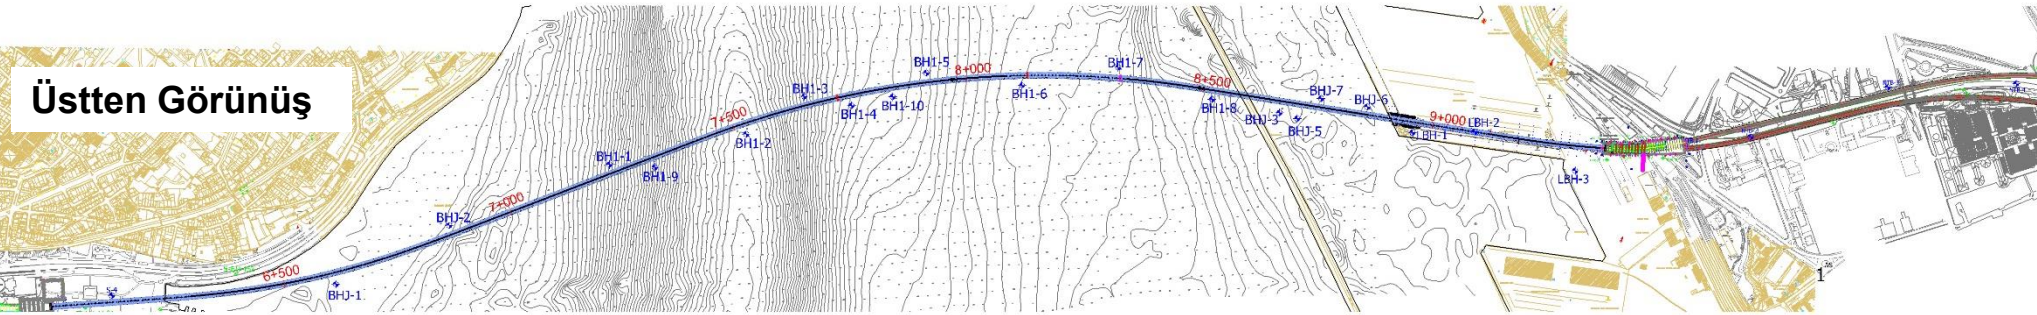 Üstten Görünüş
6+500
BHJ-1
BHJ-2
7+000
BH1-1
BH1-9
7+500
BH1-2
BH1-3
BH1-4
BH1-10
BH1-5
8+000
BH1-6
BH1-7
8+500
BH1-8
BHJ-3
BHJ-7
BHJ-5
BHJ-6
9+000
LBH-1
LBH-2
LBH-3
1